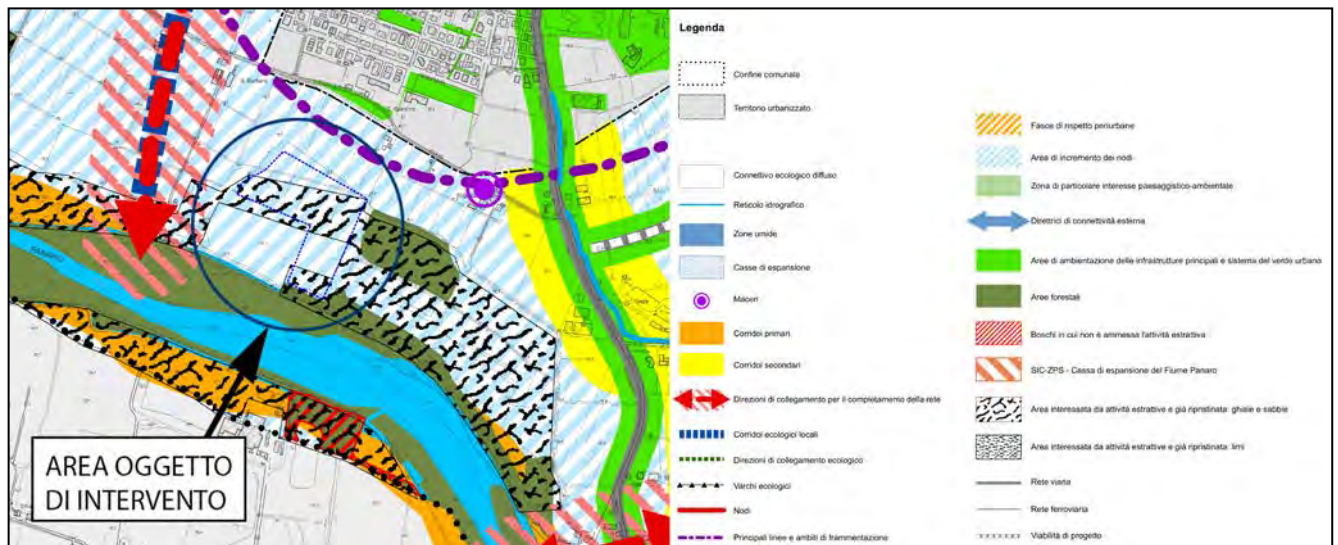 AREA OGGETTO
DI INTERVENTO
Legenda
Confine comunale
Territorio urbanizzato
Connettivo ecologico diffuso
Reticolo idrografico
Zone umide
Casse di espansione
Maceri
Corridoi primari
Corridoi secondari
Direzioni di collegamento per il completamento della rete
Corridoi ecologici locali
Direzioni di collegamento ecologico
Varchi ecologici
Nodi
Principali linee e ambiti di frammentazione
Fasce di rispetto periurbane
Area di incremento dei nodi
Zona di particolare interesse paesaggistico-ambientale
Direttrici di connettività esterna
Aree di ambientazione delle infrastrutture principali e sistema del verde urbano
Aree forestali
Boschi in cui non è ammessa l'attività estrattiva
SIC-ZPS - Cassa di espansione del Fiume Panaro
Area interessata da attività estrattive e già ripristinata: ghiaie e sabbie
Area interessata da attività estrattive e già ripristinata: limi
Rete viaria
Rete ferroviaria
Viabilità di progetto